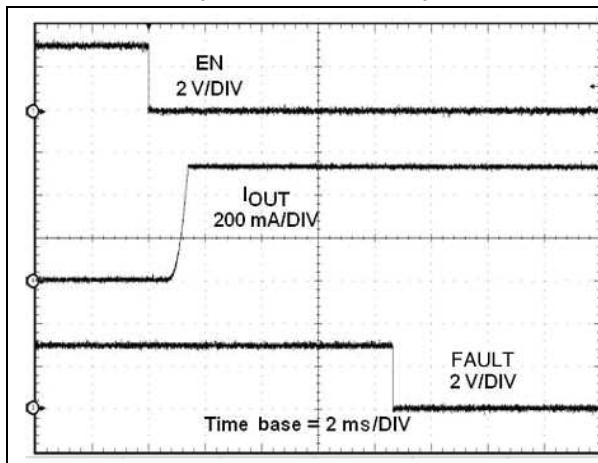 EN
2 V/DIV
IOUT
200 mA/DIV
FAULT
2 V/DIV
Time base = 2 ms/DIV